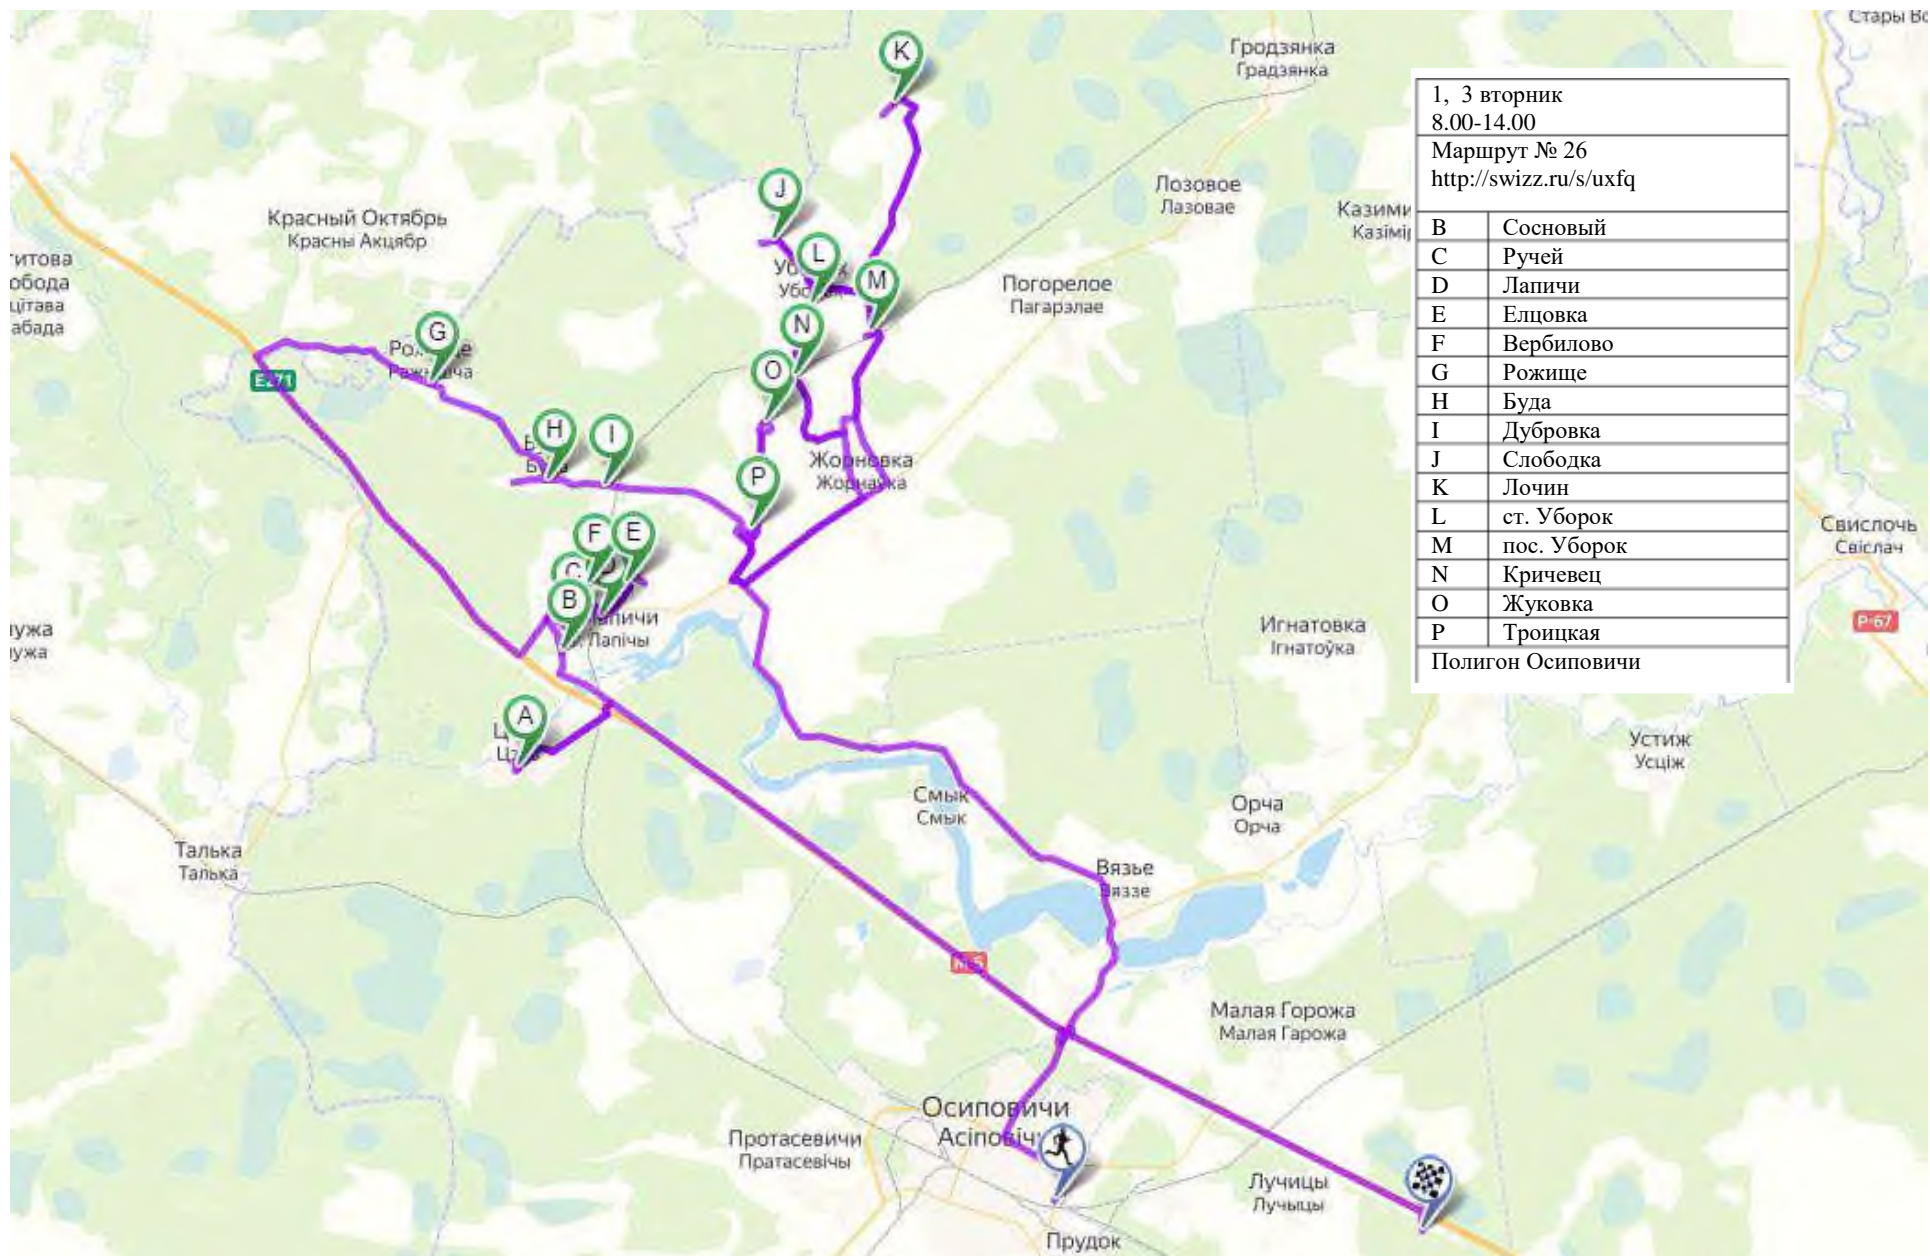 Стары
Гродзянка
Градзянка
K
1, 3 вторник
8.00-14.00
Маршрут № 26
http://swizz.ru/s/uxfq
B Сосновый
C Ручей
D Лапичи
E Елцовка
F Вербилово
G Рожище
H Буда
I Дубровка
J Слободка
K Лочин
L ст. Уборок
M пос. Уборок
N Кричевец
O Жуковка
P Троицкая
Полигон Осиповичи
Лозовое
Лазовае
J
Красный Октябрь
Красны Акцябр
L
M
Погорелое
Пагарэлае
N
G
E271
O
H
I
Жорновка
Жорнаўка
P
Свислочь
Свіслач
F
E
C
D
B
Лапічы
Игнатовка
Ігнатоўка
P-67
A
Устиж
Усціж
Смык
Смык
Орча
Орча
Талька
Талька
Вязье
М-5
Малая Горожа
Малая Гарожа
Осиповичи
Протасевичи
Пратасевічы
Лучицы
Лучыцы
Прудок